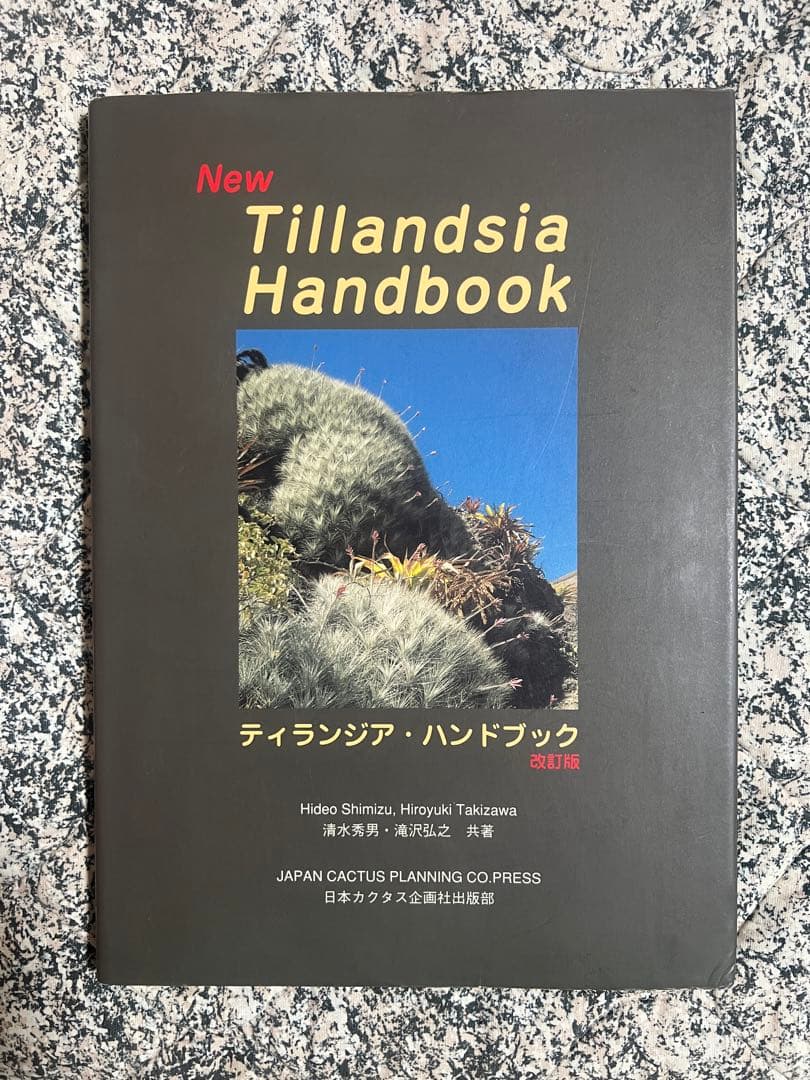 New
Tillandsia
Handbook
ティランジア・ハンドブック
改訂版
Hideo Shimizu, Hiroyuki Takizawa
清水秀男・滝沢弘之　共著
JAPAN CACTUS PLANNING CO.PRESS
日本カクタス企画社出版部